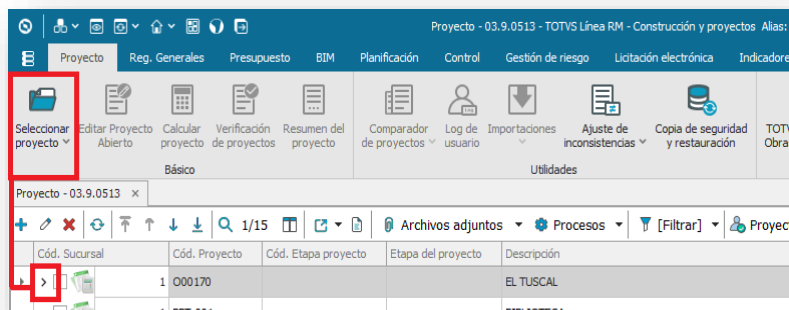 Proyecto - 03.9.0513 - TOTVS Línea RM - Construcción y proyectos Alias:
Proyecto Reg. Generales Presupuesto BIM Planificación Control Gestión de riesgo Licitación electrónica Indicadore
Seleccionar proyecto Editar Proyecto Abierto Calcular proyecto Verificación de proyectos Resumen del proyecto Comparador de proyectos Log de usuario Importaciones Ajuste de inconsistencias Copia de seguridad y restauración TOTV Obra
Básico Utilidades
Proyecto - 03.9.0513 ×
1/15 Archivos adjuntos Procesos [Filtrar] Proyec
Cód. Sucursal Cód. Proyecto Cód. Etapa proyecto Etapa del proyecto Descripción
1 O00170 EL TUSCAL